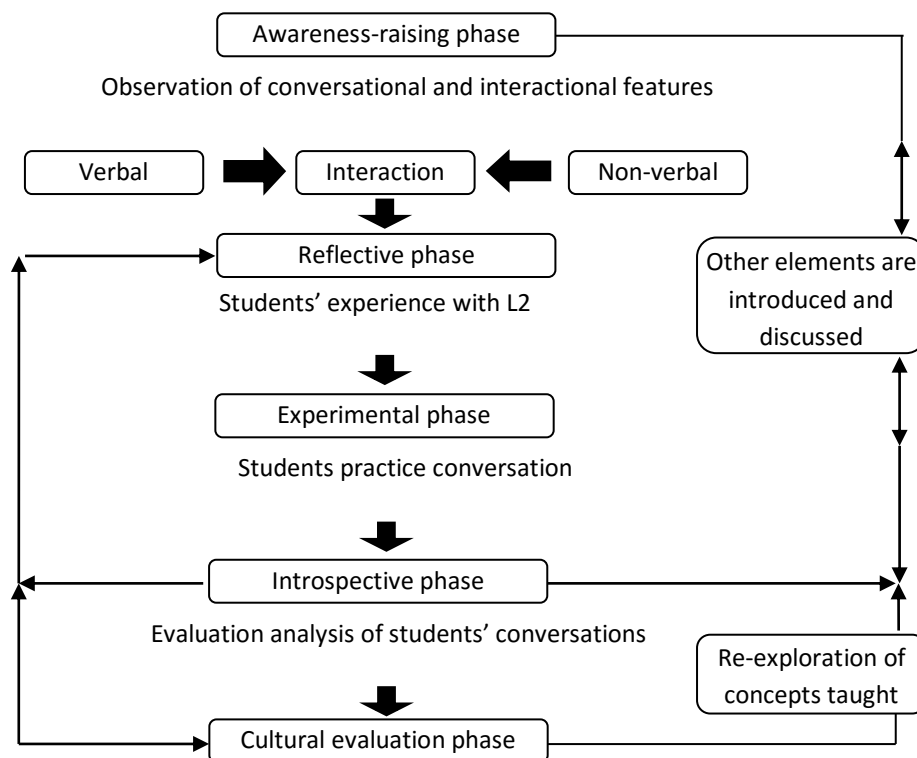 Awareness-raising phase
Observation of conversational and interactional features
Verbal
Interaction
Non-verbal
Reflective phase
Students’ experience with L2
Other elements are
introduced and
discussed
Experimental phase
Students practice conversation
Introspective phase
Evaluation analysis of students’ conversations
Re-exploration of
concepts taught
Cultural evaluation phase